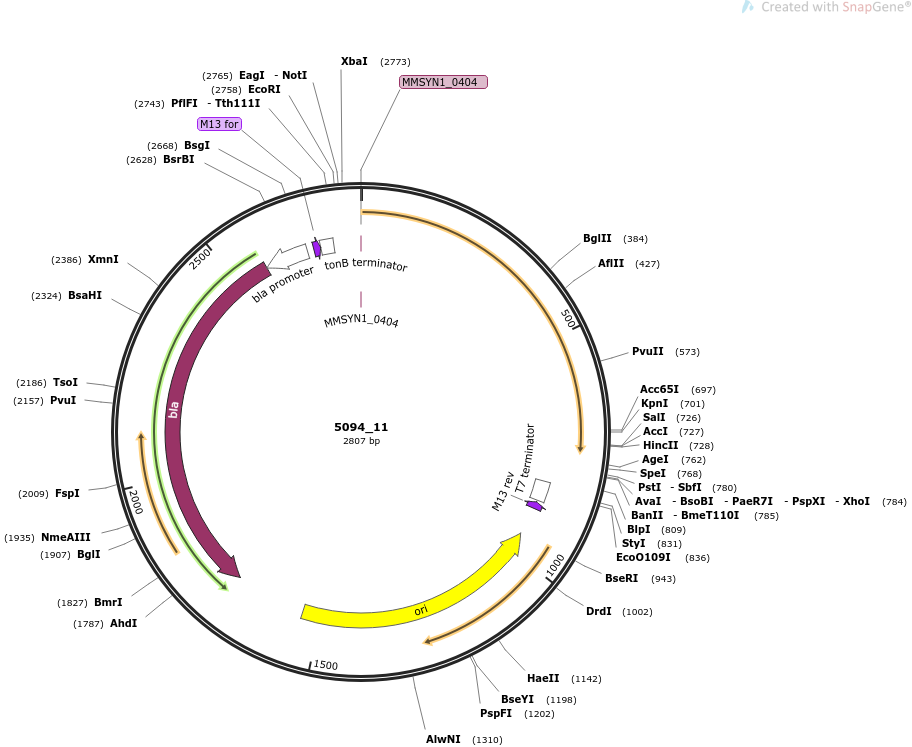 Created with SnapGene®
XbaI (2773)
(2765) EagI - NotI
MMSYN1_0404
(2758) EcoRI
(2743) PflFI - Tth111I
M13 for
(2668) BsgI
(2628) BsrBI
BglII (384)
2500
(2386) XmnI
tonB terminator
AflII (427)
bla promoter
(2324) BsaHI
500
MMSYN1_0404
PvuII (573)
(2186) TsoI
Acc65I (697)
(2157) PvuI
KpnI (701)
bla
SalI (726)
5094_11
AccI (727)
2807 bp
HincII (728)
T7 terminator
AgeI (762)
SpeI (768)
PstI - SbfI (780)
(2009) FspI
M13 rev
AvaI - BsoBI - PaeR7I - PspXI - XhoI (784)
2000
BanII - BmeT110I (785)
BlpI (809)
(1935) NmeAIII
StyI (831)
(1907) BglI
EcoO109I (836)
1000
BseRI (943)
(1827) BmrI
ori
DrdI (1002)
(1787) AhdI
1500
HaeII (1142)
BseYI (1198)
PspFI (1202)
AlwNI (1310)